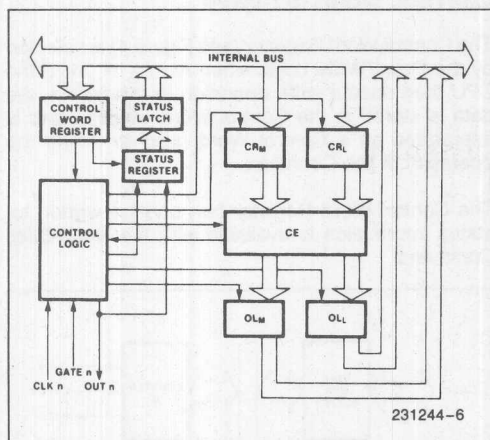 INTERNAL BUS
CONTROL
WORD
REGISTER
STATUS
LATCH
STATUS
REGISTER
CONTROL
LOGIC
CRM
CRL
CE
OLM
OLL
GATE n
CLK n
OUT n
231244-6